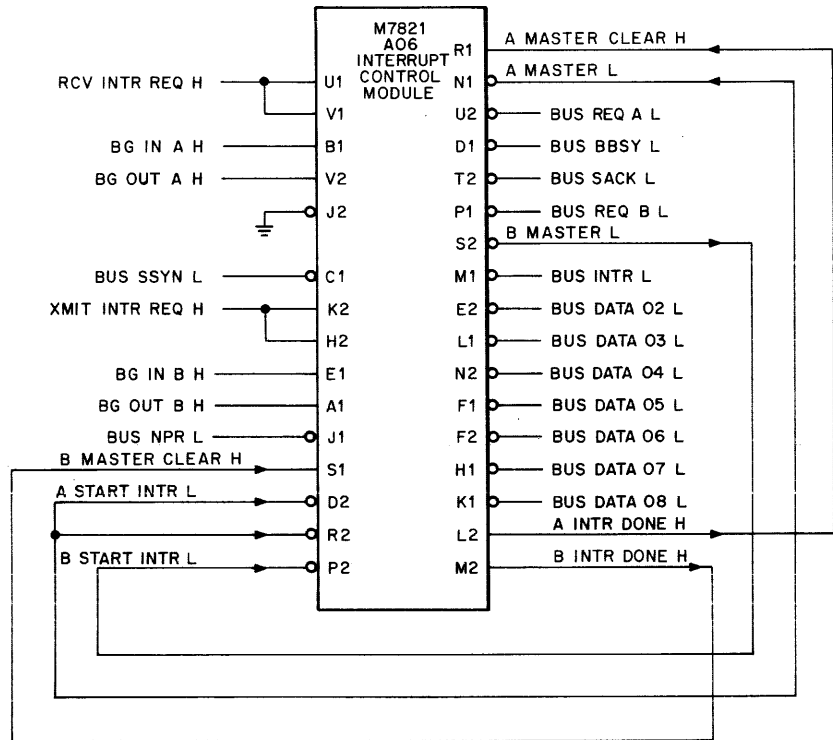 M7821
A06
INTERRUPT
CONTROL
MODULE
RCV INTR REQ H
U1
V1
BG IN A H
B1
BG OUT A H
V2
J2
BUS SSYN L
C1
XMIT INTR REQ H
K2
H2
BG IN B H
E1
BG OUT B H
A1
BUS NPR L
J1
B MASTER CLEAR H
S1
A START INTR L
D2
R2
B START INTR L
P2
R1
A MASTER CLEAR H
N1
A MASTER L
U2
BUS REQ A L
D1
BUS BBSY L
T2
BUS SACK L
P1
BUS REQ B L
S2
B MASTER L
M1
BUS INTR L
E2
BUS DATA 02 L
L1
BUS DATA 03 L
N2
BUS DATA 04 L
F1
BUS DATA 05 L
F2
BUS DATA 06 L
H1
BUS DATA 07 L
K1
BUS DATA 08 L
L2
A INTR DONE H
M2
B INTR DONE H